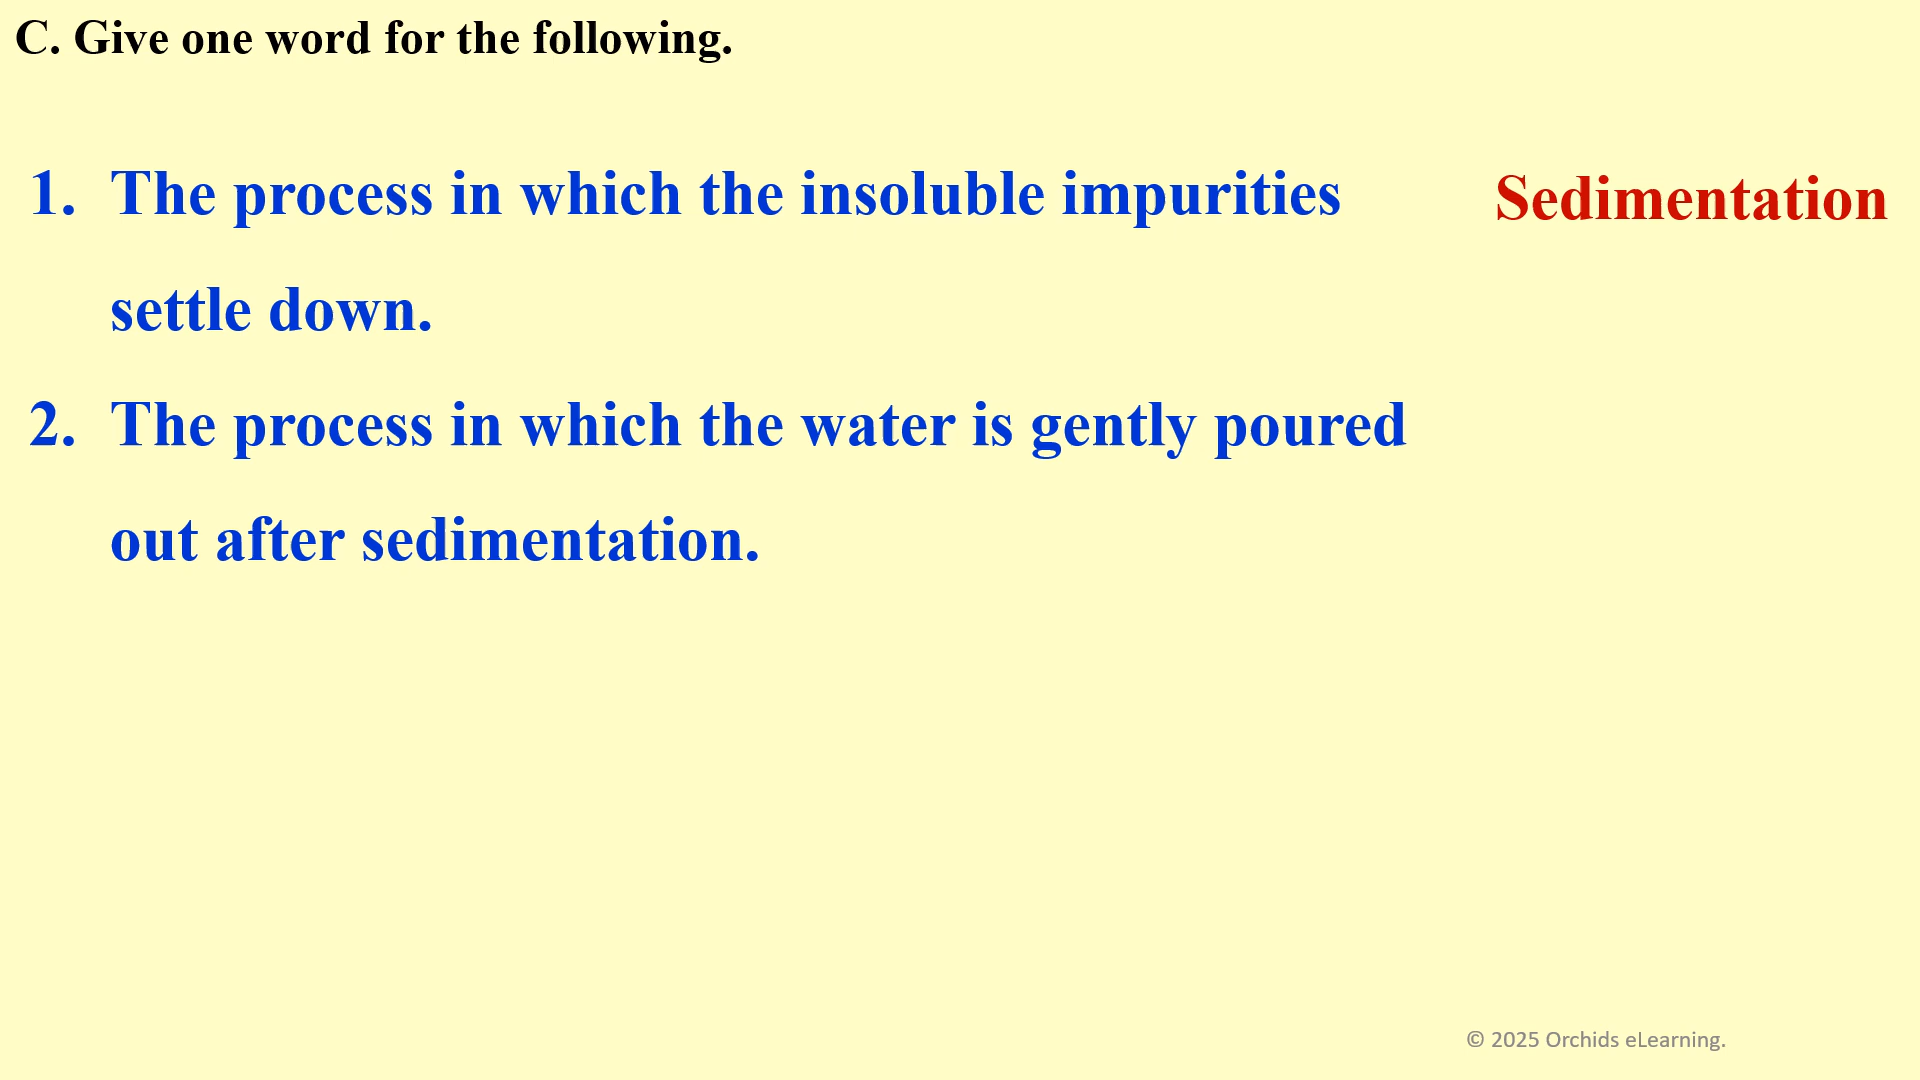 C. Give one word for the following.
1. The process in which the insoluble impurities
Sedimentation
settle down.
2. The process in which the water is gently poured
out after sedimentation.
© 2025 Orchids eLearning.